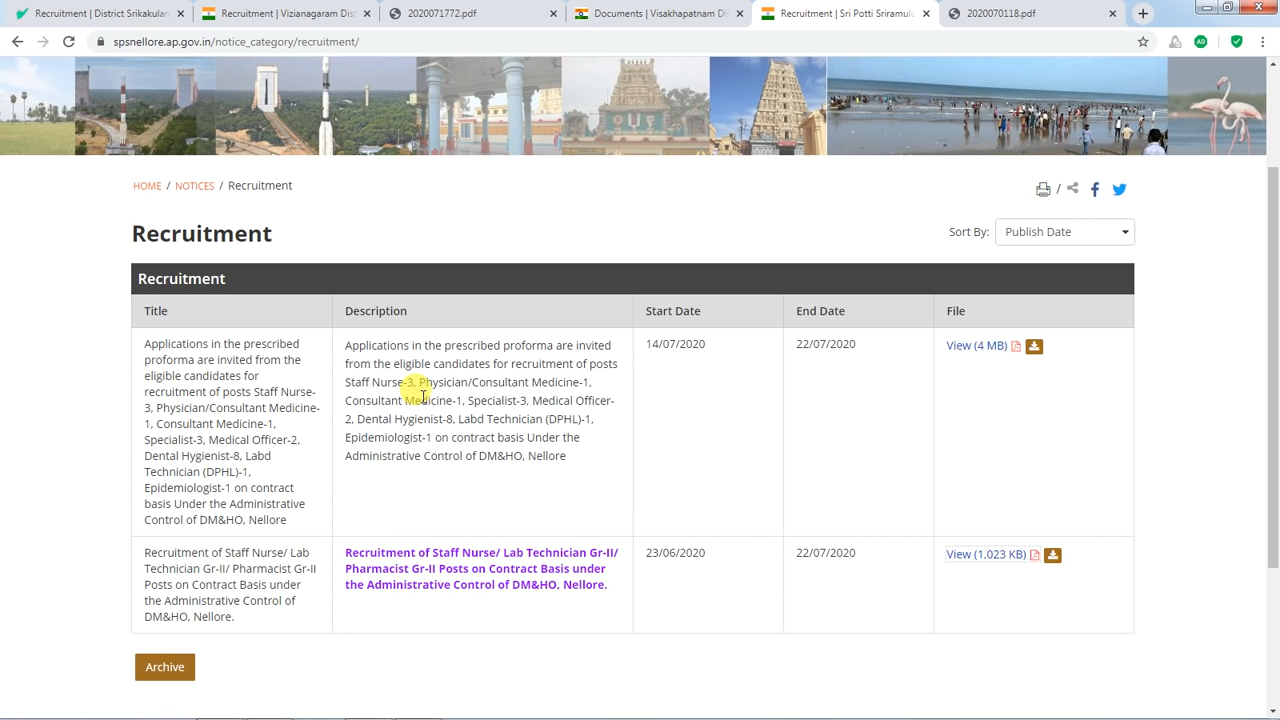 Recruitment | District Srikakulam
Recruitment | Vizianagaram Dist
2020071772.pdf
Documents | Visakhapatnam Di
Recruitment | Sri Potti Sriramulu
2020070132.pdf
spsnellore.ap.gov.in/notice_category/recruitment/
HOME / NOTICES / Recruitment
Recruitment
Sort By: Publish Date
Recruitment
Title Description Start Date End Date File
Applications in the prescribed
proforma are invited from the
eligible candidates for
recruitment of posts Staff Nurse-
3, Physician/Consultant Medicine-
1, Consultant Medicine-1,
Specialist-3, Medical Officer-2,
Dental Hygienist-8, Labd
Technician (DPHL)-1,
Epidemiologist-1 on contract
basis Under the Administrative
Control of DM&HO, Nellore
Applications in the prescribed proforma are invited
from the eligible candidates for recruitment of posts
Staff Nurse-3, Physician/Consultant Medicine-1,
Consultant Medicine-1, Specialist-3, Medical Officer-
2, Dental Hygienist-8, Labd Technician (DPHL)-1,
Epidemiologist-1 on contract basis Under the
Administrative Control of DM&HO, Nellore
14/07/2020
22/07/2020
View (4 MB)
Recruitment of Staff Nurse/ Lab
Technician Gr-II/ Pharmacist Gr-II
Posts on Contract Basis under
the Administrative Control of
DM&HO, Nellore.
Recruitment of Staff Nurse/ Lab Technician Gr-II/
Pharmacist Gr-II Posts on Contract Basis under
the Administrative Control of DM&HO, Nellore.
23/06/2020
22/07/2020
View (1,023 KB)
Archive